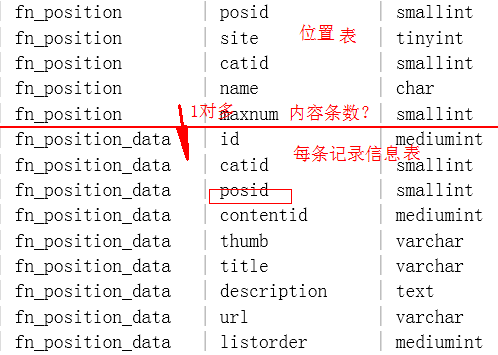 fn_position | posid | smallint
fn_position | site | tinyint
位置 表
fn_position | catid | smallint
fn_position | name | char
fn_position | maxnum | smallint
1对多
内容条数？
fn_position_data | id | mediumint
fn_position_data | catid | smallint
每条记录信息表
fn_position_data | posid | smallint
fn_position_data | contentid | mediumint
fn_position_data | thumb | varchar
fn_position_data | title | varchar
fn_position_data | description | text
fn_position_data | url | varchar
fn_position_data | listorder | mediumint